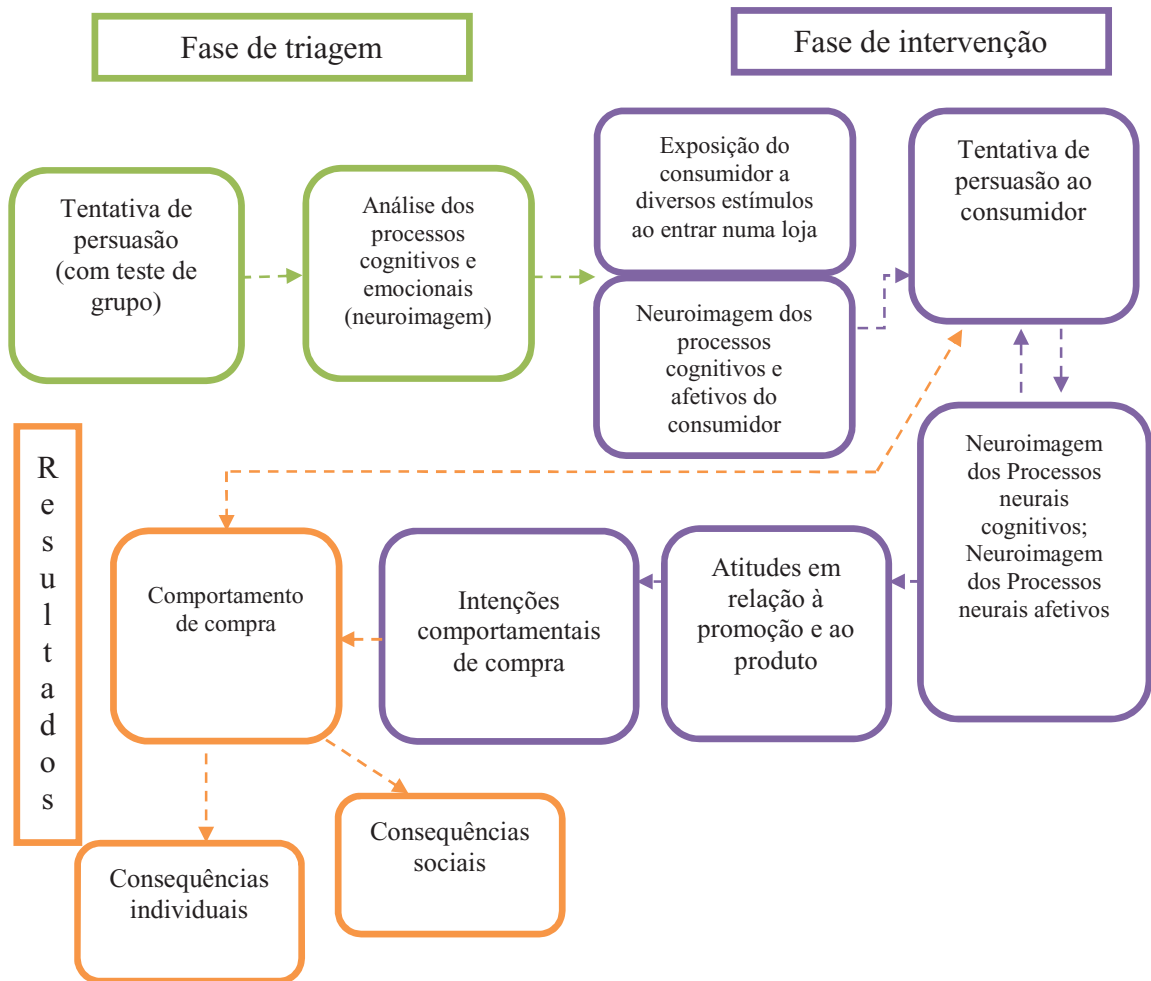 Fase de triagem
Fase de intervenção
Tentativa de
persuasão
(com teste de
grupo)
Análise dos
processos
cognitivos e
emocionais
(neuroimagem)
Exposição do
consumidor a
diversos estímulos
ao entrar numa loja
Neuroimagem dos
processos
cognitivos e
afetivos do
consumidor
Tentativa de
persuasão ao
consumidor
Neuroimagem
dos Processos
neurais
cognitivos;
Neuroimagem
dos Processos
neurais afetivos
Atitudes em
relação à
promoção e ao
produto
Intenções
comportamentais
de compra
Comportamento
de compra
R
e
s
u
l
t
a
d
o
s
Consequências
sociais
Consequências
individuais